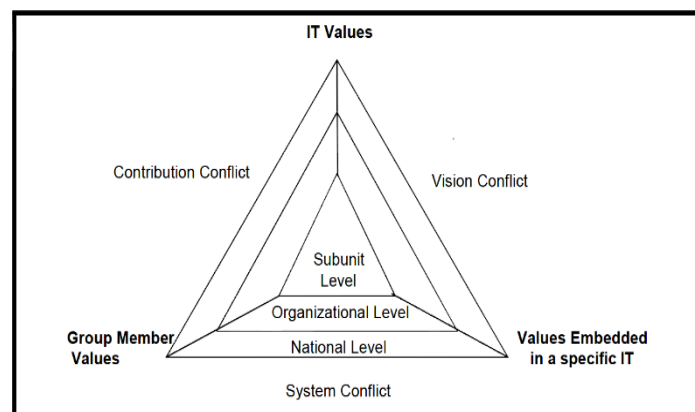 IT Values
Contribution Conflict
Vision Conflict
Subunit
Level
Organizational Level
Group Member
Values
National Level
Values Embedded
in a specific IT
System Conflict